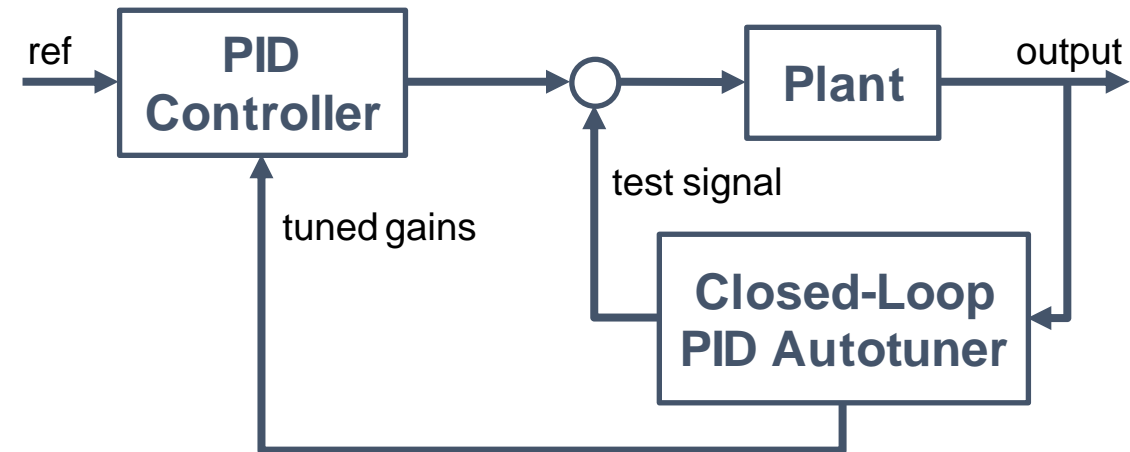 ref
PID
Controller
Plant
output
test signal
tuned gains
Closed-Loop
PID Autotuner